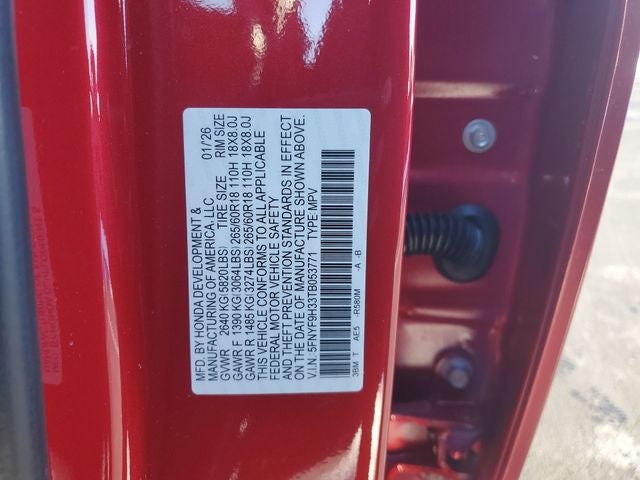 MFD. BY HONDA DEVELOPMENT &
MANUFACTURING OF AMERICA, LLC 01/26
GVWR 2640 KG( 5820LBS) TIRE SIZE RIM SIZE
GAWR F 1390 KG( 3064LBS) 265/60R18 110H 18X8.0J
GAWR R 1485 KG( 3274LBS) 265/60R18 110H 18X8.0J
THIS VEHICLE CONFORMS TO ALL APPLICABLE
FEDERAL MOTOR VEHICLE SAFETY
AND THEFT PREVENTION STANDARDS IN EFFECT
ON THE DATE OF MANUFACTURE SHOWN ABOVE.
V.I.N. 5FNYF9H33TB053771 TYPE: MPV
3BM T AE5 -R580M -A -B